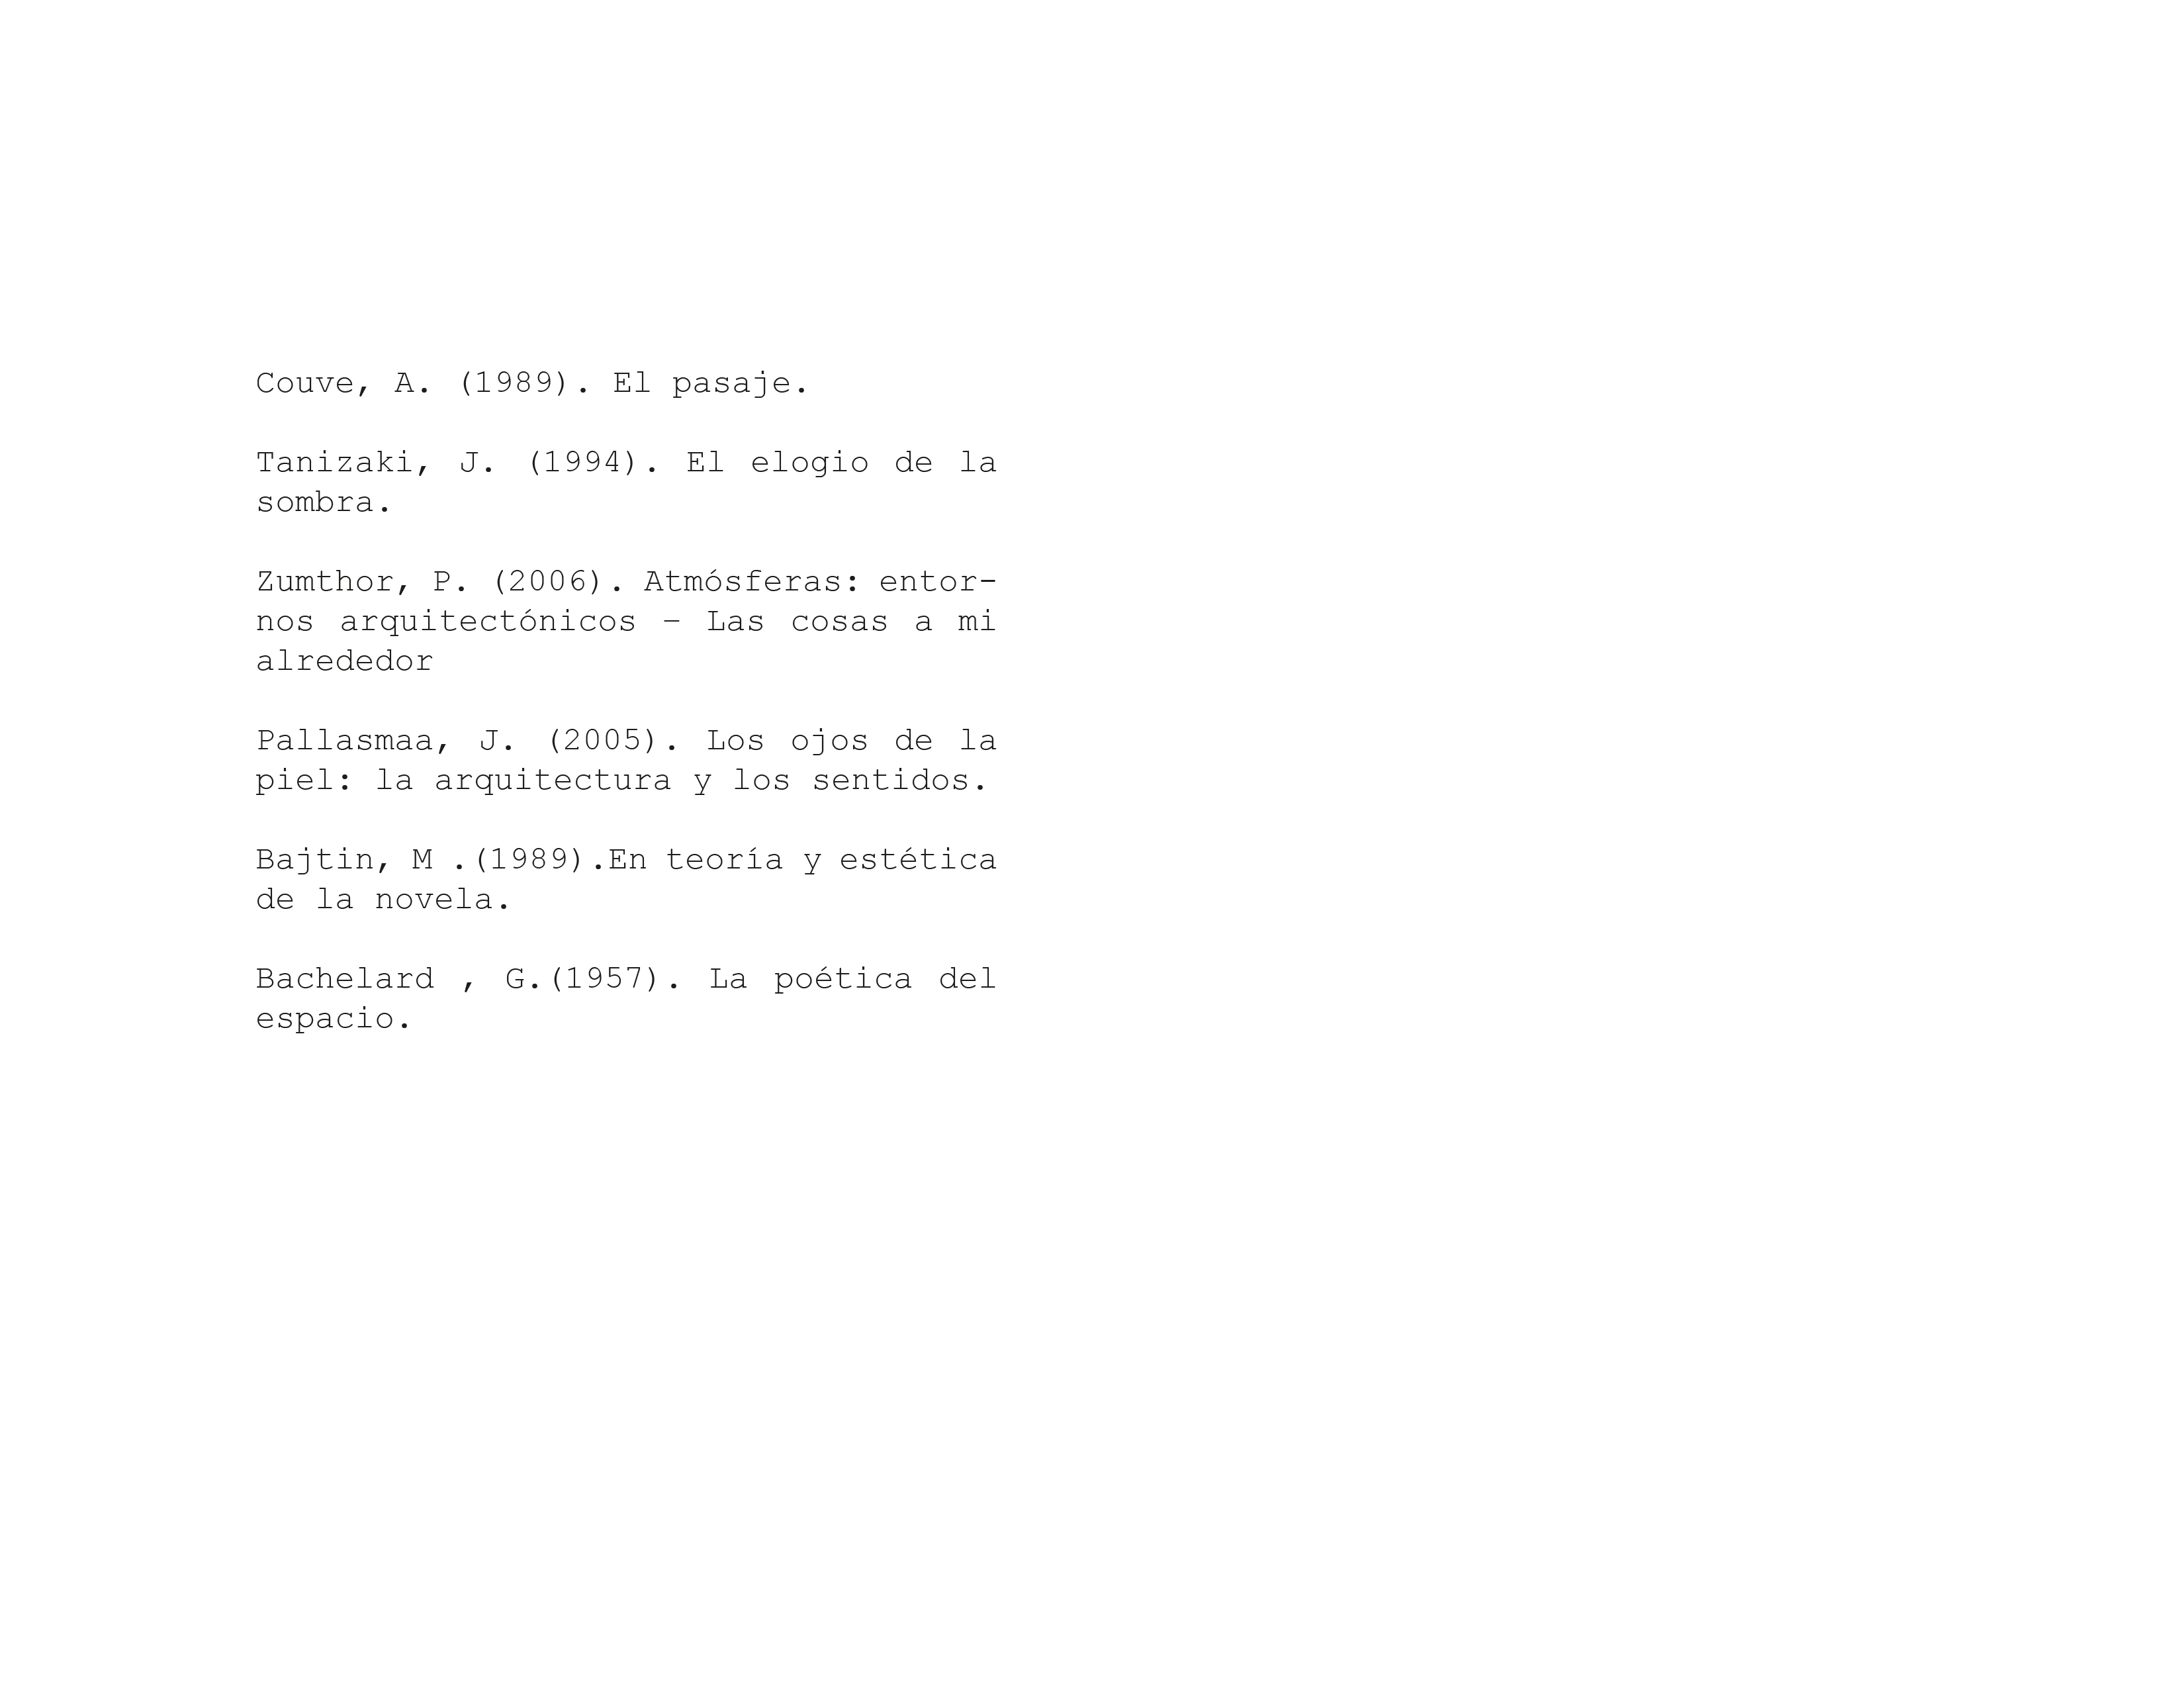 Couve, A. (1989). El pasaje.
Tanizaki, J. (1994). El elogio de la
sombra.
Zumthor, P. (2006). Atmósferas: entor-
nos arquitectónicos – Las cosas a mi
alrededor
Pallasmaa, J. (2005). Los ojos de la
piel: la arquitectura y los sentidos.
Bajtin, M .(1989).En teoría y estética
de la novela.
Bachelard , G.(1957). La poética del
espacio.